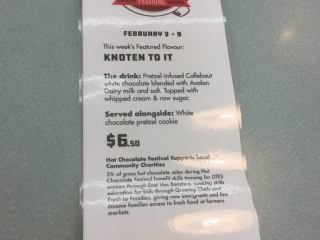 FESTIVAL
FEBRUARY 3 - 9
This week's Featured Flavour:
KNOTEN TO IT
The drink: Pretzel-infused Callebaut
white chocolate blended with Avalon
Dairy milk and salt. Topped with
whipped cream & raw sugar.
Served alongside: White
chocolate pretzel cookie
$6.50
Hot Chocolate Festival Supports Local
Community Charities
5% of gross hot chocolate sales during Hot
Chocolate Festival benefit skills training for DTES
women through East Van Roasters, cooking skills
education for kids through Growing Chefs and
Fresh to Families, giving new immigrants and low
income families access to fresh food at farmers
markets.